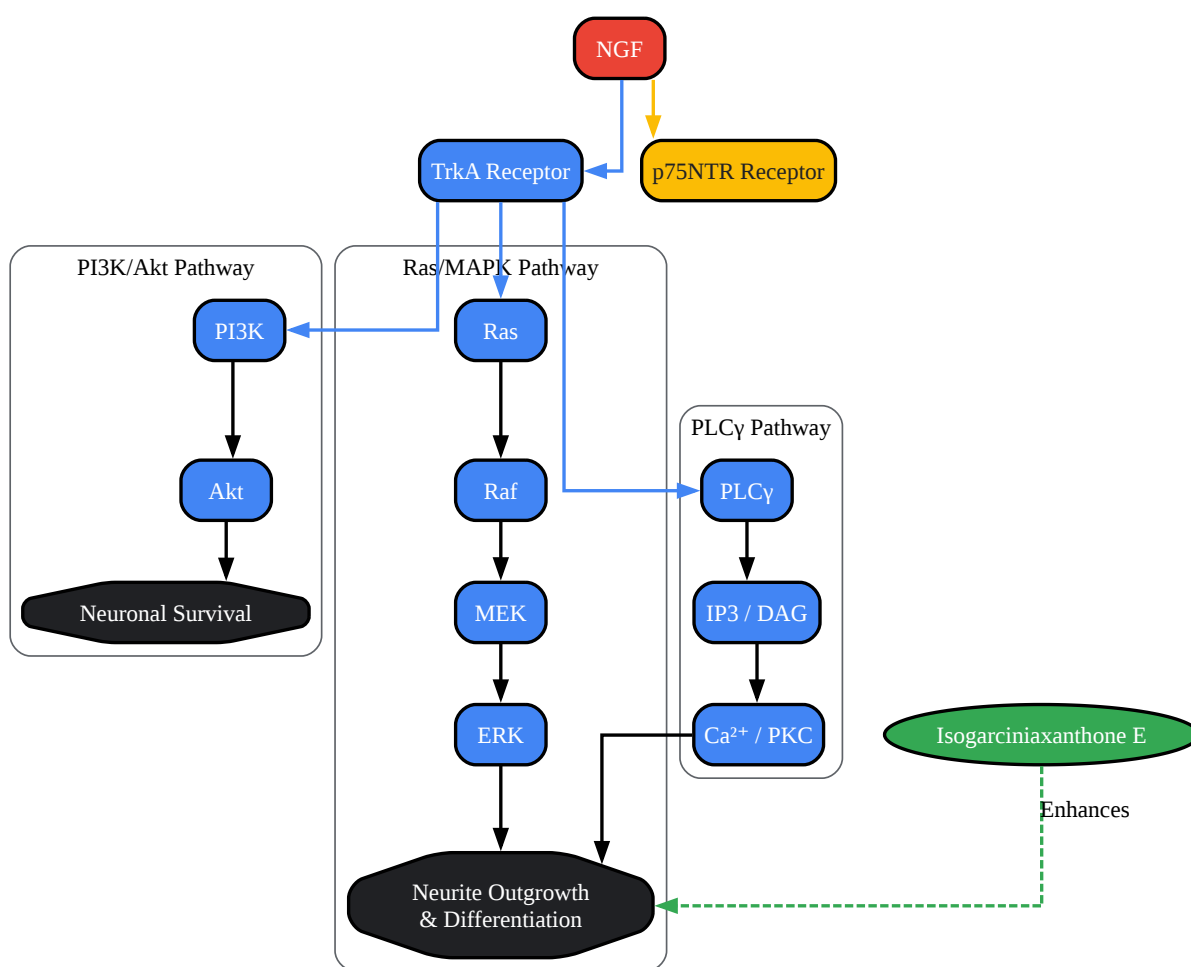 NGF
TrkA Receptor
p75NTR Receptor
PI3K/Akt Pathway
Ras/MAPK Pathway
PI3K
Ras
PLCγ Pathway
Akt
Raf
PLCγ
Neuronal Survival
MEK
IP3 / DAG
ERK
Ca²⁺ / PKC
Isogarciniaxanthone E
Enhances
Neurite Outgrowth
& Differentiation